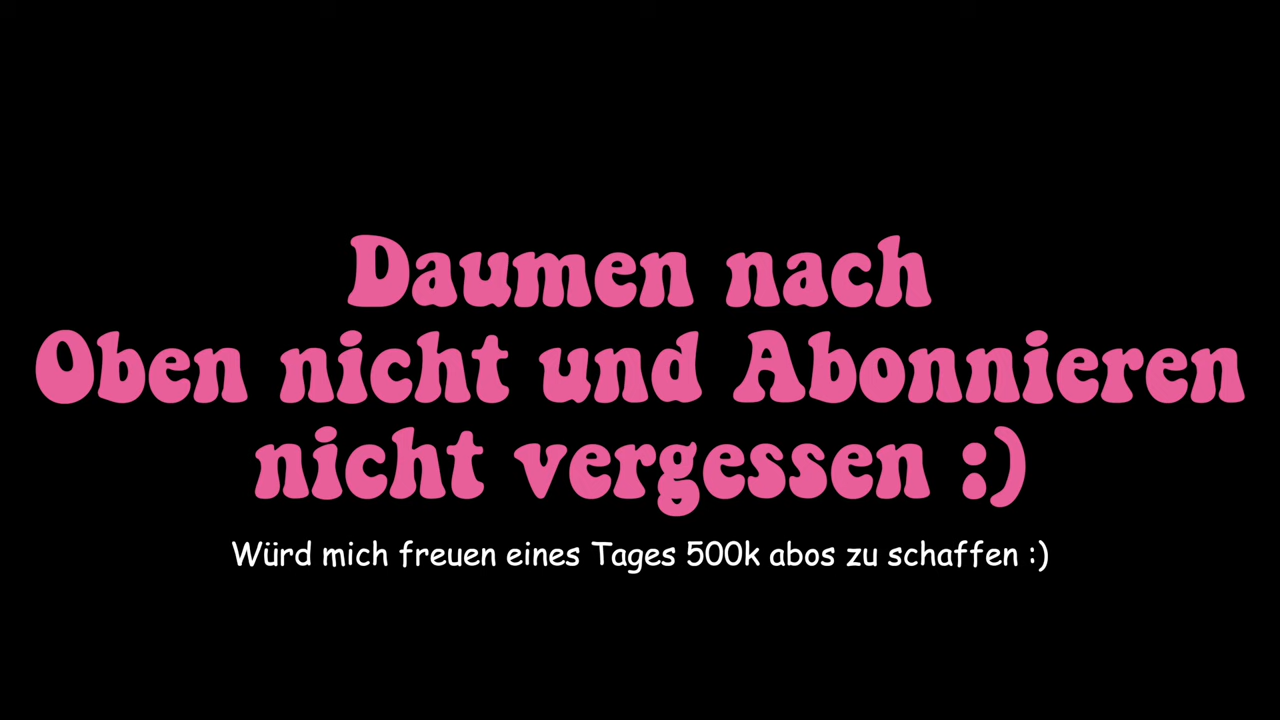 Daumen nach
Oben nicht und Abonnieren
nicht vergessen :)
Würd mich freuen eines Tages 500k abos zu schaffen :)